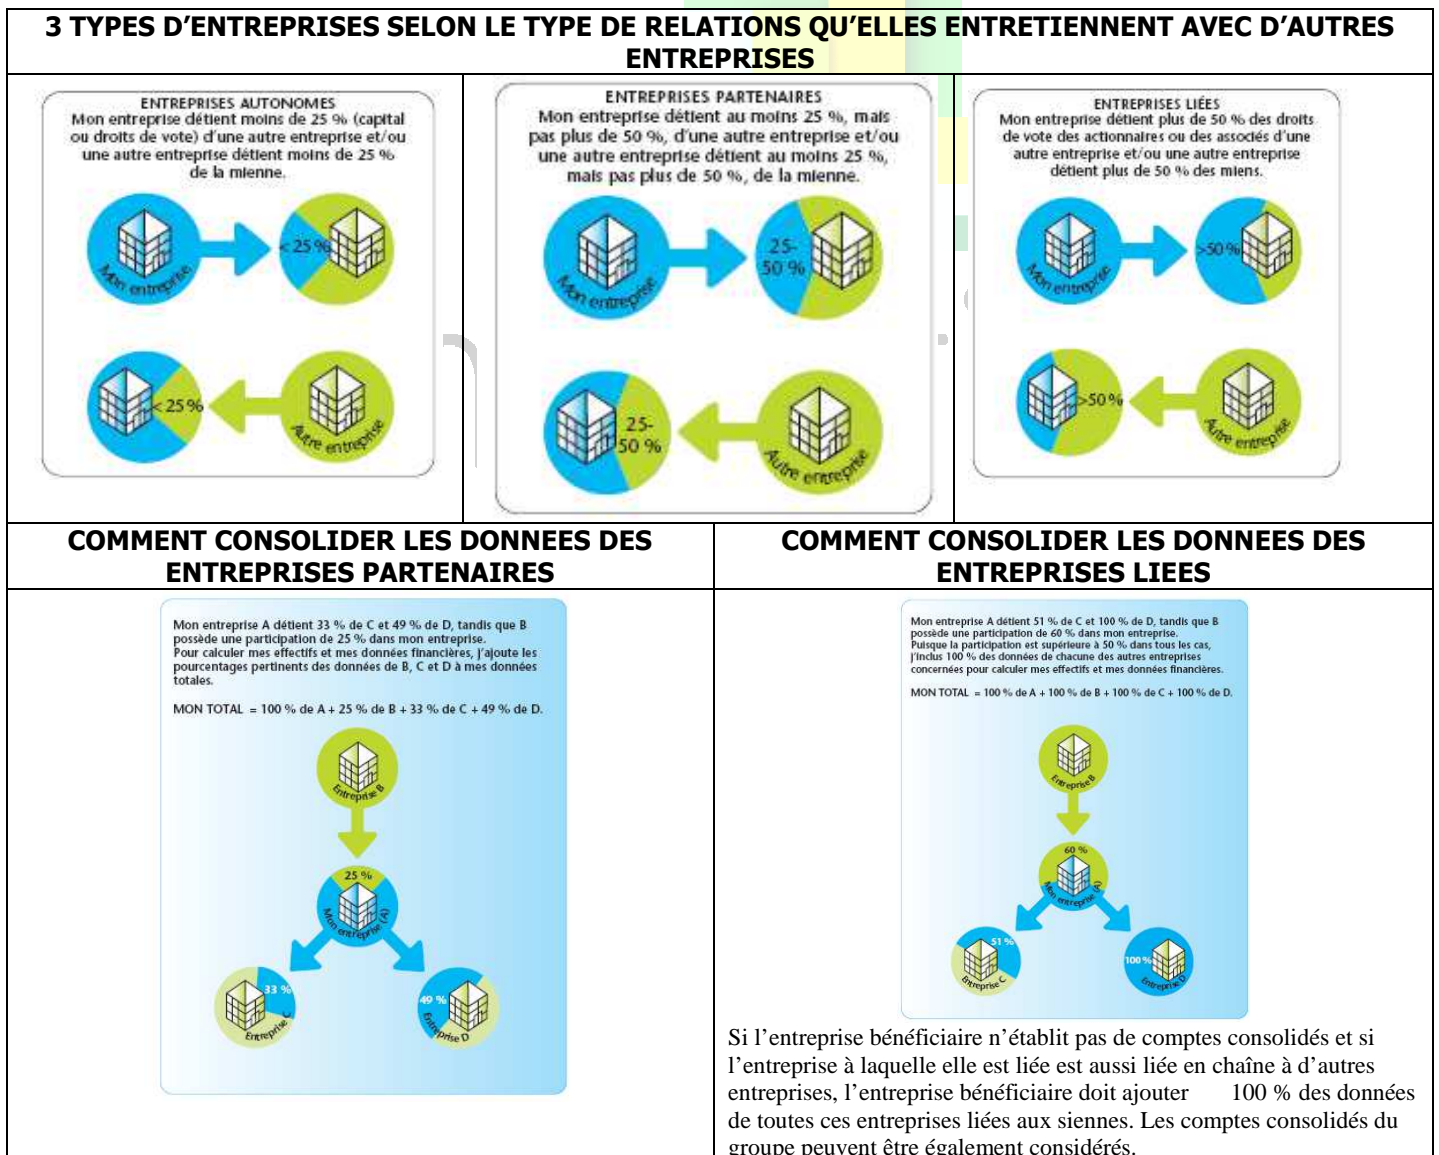 3 TYPES D’ENTREPRISES SELON LE TYPE DE RELATIONS QU’ELLES ENTRETIENNENT AVEC D’AUTRES
ENTREPRISES
ENTREPRISES AUTONOMES
Mon entreprise détient moins de 25 % (capital
ou droits de vote) d’une autre entreprise et/ou
une autre entreprise détient moins de 25 %
de la mienne.
Mon entreprise
< 25 %
< 25 %
Autre entreprise
ENTREPRISES PARTENAIRES
Mon entreprise détient au moins 25 %, mais
pas plus de 50 %, d’une autre entreprise et/ou
une autre entreprise détient au moins 25 %,
mais pas plus de 50 %, de la mienne.
Mon entreprise
25-
50 %
25-
50 %
Autre entreprise
ENTREPRISES LIÉES
Mon entreprise détient plus de 50 % des droits
de vote des actionnaires ou des associés d’une
autre entreprise et/ou une autre entreprise
détient plus de 50 % des miens.
Mon entreprise
>50 %
>50 %
Autre entreprise
COMMENT CONSOLIDER LES DONNEES DES
ENTREPRISES PARTENAIRES
Mon entreprise A détient 33 % de C et 49 % de D, tandis que B
possède une participation de 25 % dans mon entreprise.
Pour calculer mes effectifs et mes données financières, j’ajoute les
pourcentages pertinents des données de B, C et D à mes données
totales.
MON TOTAL = 100 % de A + 25 % de B + 33 % de C + 49 % de D.
Entreprise B
25 %
Mon entreprise (A)
33 %
Entreprise C
49 %
Entreprise D
COMMENT CONSOLIDER LES DONNEES DES
ENTREPRISES LIEES
Mon entreprise A détient 51 % de C et 100 % de D, tandis que B
possède une participation de 60 % dans mon entreprise.
Puisque la participation est supérieure à 50 % dans tous les cas,
j’inclus 100 % des données de chacune des autres entreprises
concernées pour calculer mes effectifs et mes données financières.
MON TOTAL = 100 % de A + 100 % de B + 100 % de C + 100 % de D.
Entreprise B
60 %
Mon entreprise (A)
51 %
Entreprise C
100 %
Entreprise D
Si l’entreprise bénéficiaire n’établit pas de comptes consolidés et si
l’entreprise à laquelle elle est liée est aussi liée en chaîne à d’autres
entreprises, l’entreprise bénéficiaire doit ajouter 100 % des données
de toutes ces entreprises liées aux siennes. Les comptes consolidés du
groupe peuvent être également considérés.